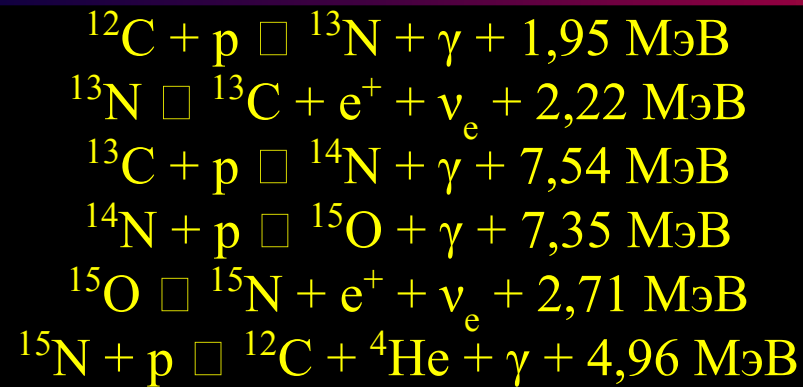 ¹²C + p □ ¹³N + γ + 1,95 МэВ
¹³N □ ¹³C + e⁺ + νₑ + 2,22 МэВ
¹³C + p □ ¹⁴N + γ + 7,54 МэВ
¹⁴N + p □ ¹⁵O + γ + 7,35 МэВ
¹⁵O □ ¹⁵N + e⁺ + νₑ + 2,71 МэВ
¹⁵N + p □ ¹²C + ⁴He + γ + 4,96 МэВ